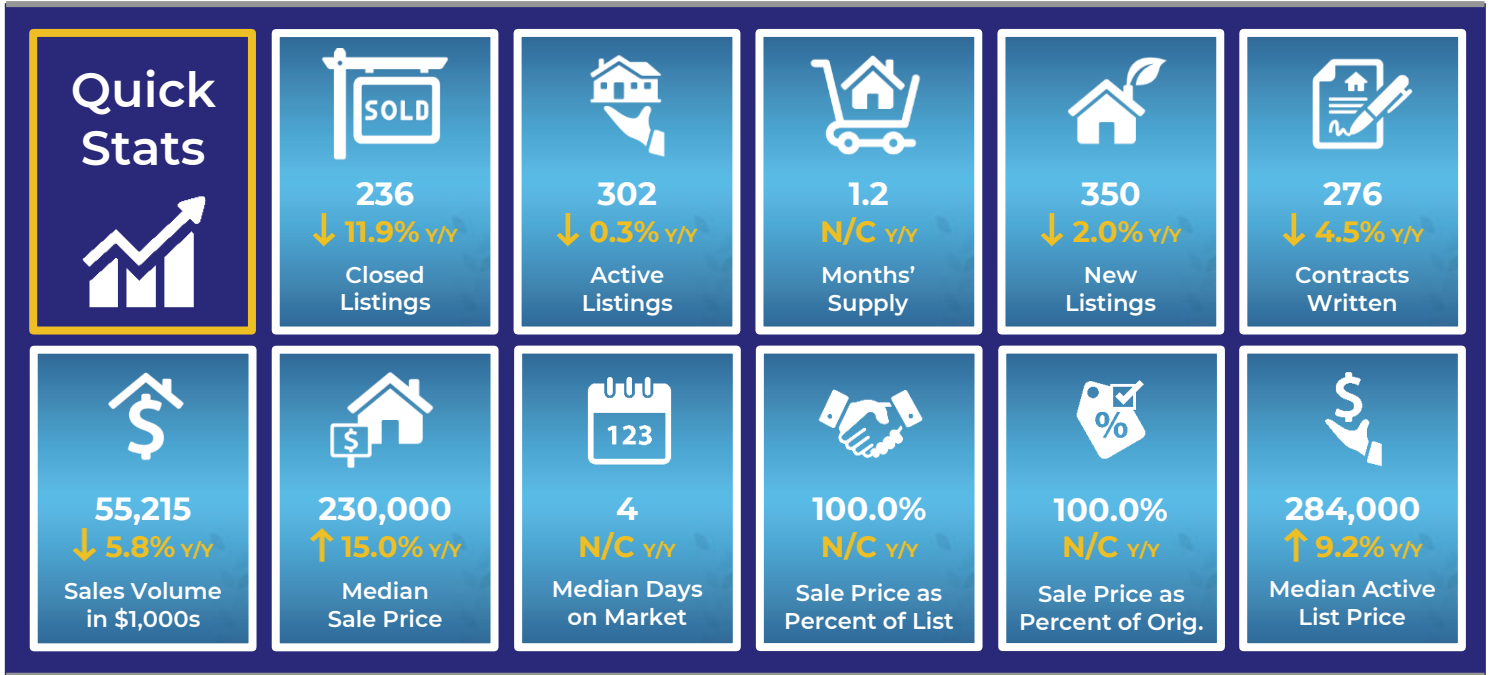 Quick
Stats
SOLD
236
↓ 11.9% Y/Y
Closed
Listings
302
↓ 0.3% Y/Y
Active
Listings
1.2
N/C Y/Y
Months’
Supply
350
↓ 2.0% Y/Y
New
Listings
276
↓ 4.5% Y/Y
Contracts
Written
$
55,215
↓ 5.8% Y/Y
Sales Volume
in $1,000s
$
230,000
↑ 15.0% Y/Y
Median
Sale Price
123
4
N/C Y/Y
Median Days
on Market
100.0%
N/C Y/Y
Sale Price as
Percent of List
%
100.0%
N/C Y/Y
Sale Price as
Percent of Orig.
$
284,000
↑ 9.2% Y/Y
Median Active
List Price